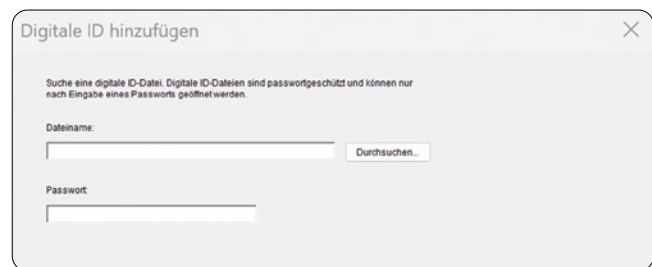 Digitale ID hinzufügen
Suche eine digitale ID-Datei. Digitale ID-Dateien sind passwortgeschützt und können nur
nach Eingabe eines Passworts geöffnet werden.
Dateiname:
Durchsuchen...
Passwort: